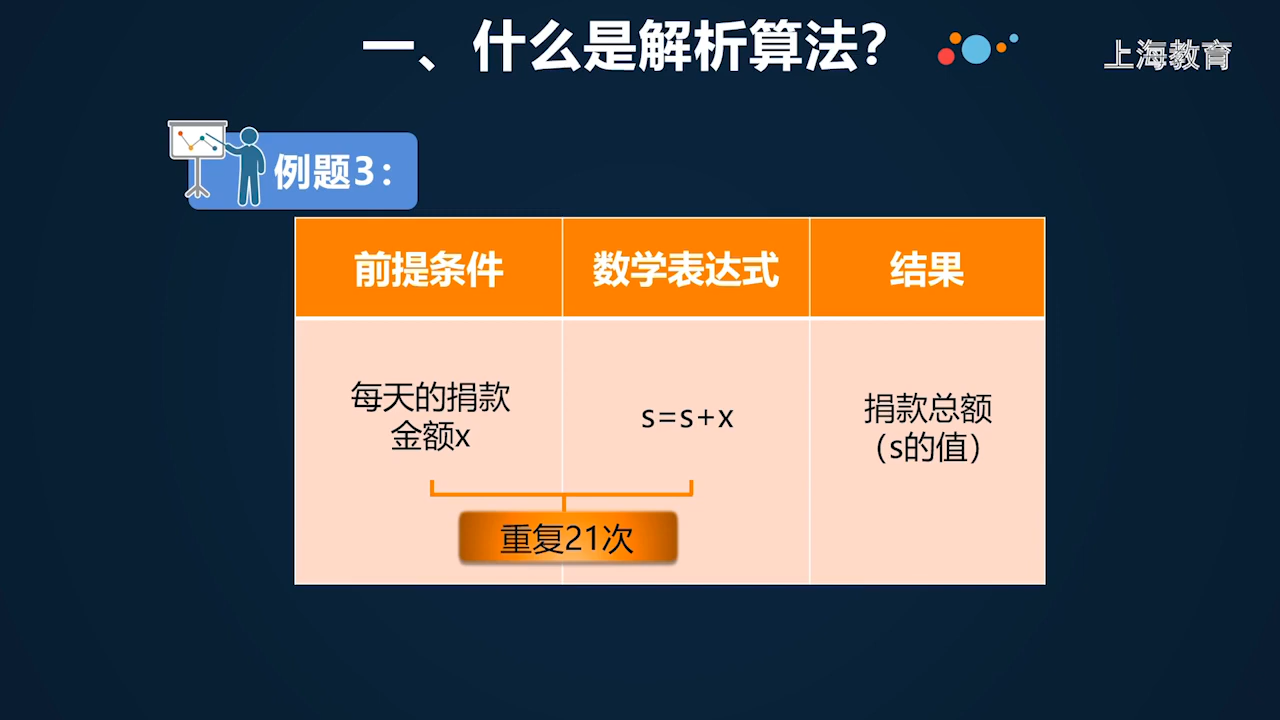 一、什么是解析算法？
上海教育
例题3：
前提条件
数学表达式
结果
每天的捐款
金额x
s=s+x
捐款总额
（s的值）
重复21次